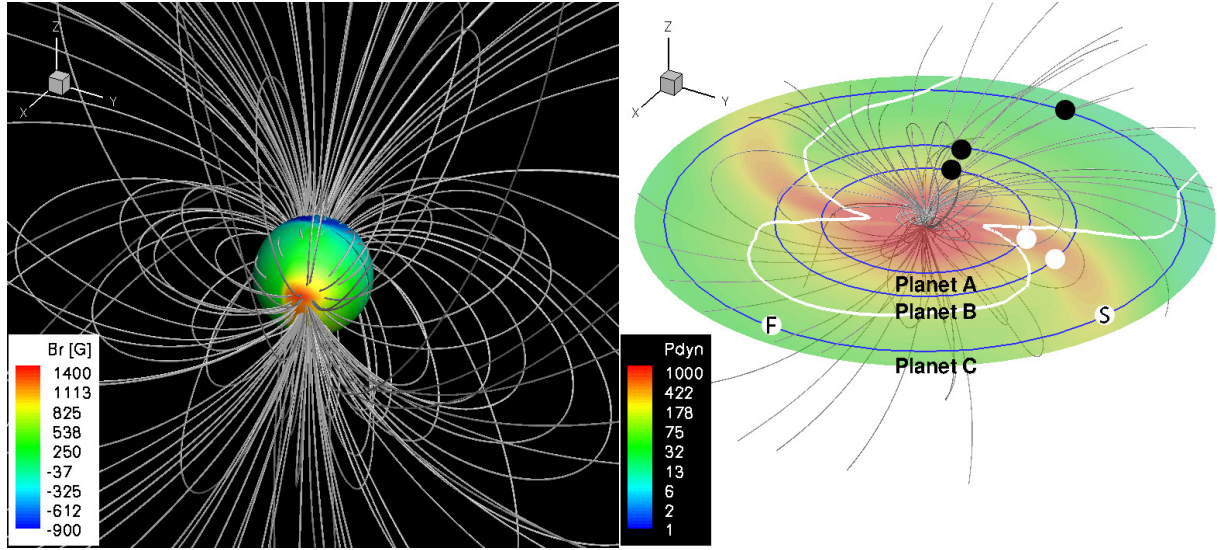 Z
Y
X
Br [G]
1400
1113
825
538
250
-37
-325
-612
-900
Z
Y
X
Planet A
Planet B
F
S
Planet C
Pdyn
1000
422
178
75
32
13
6
2
1